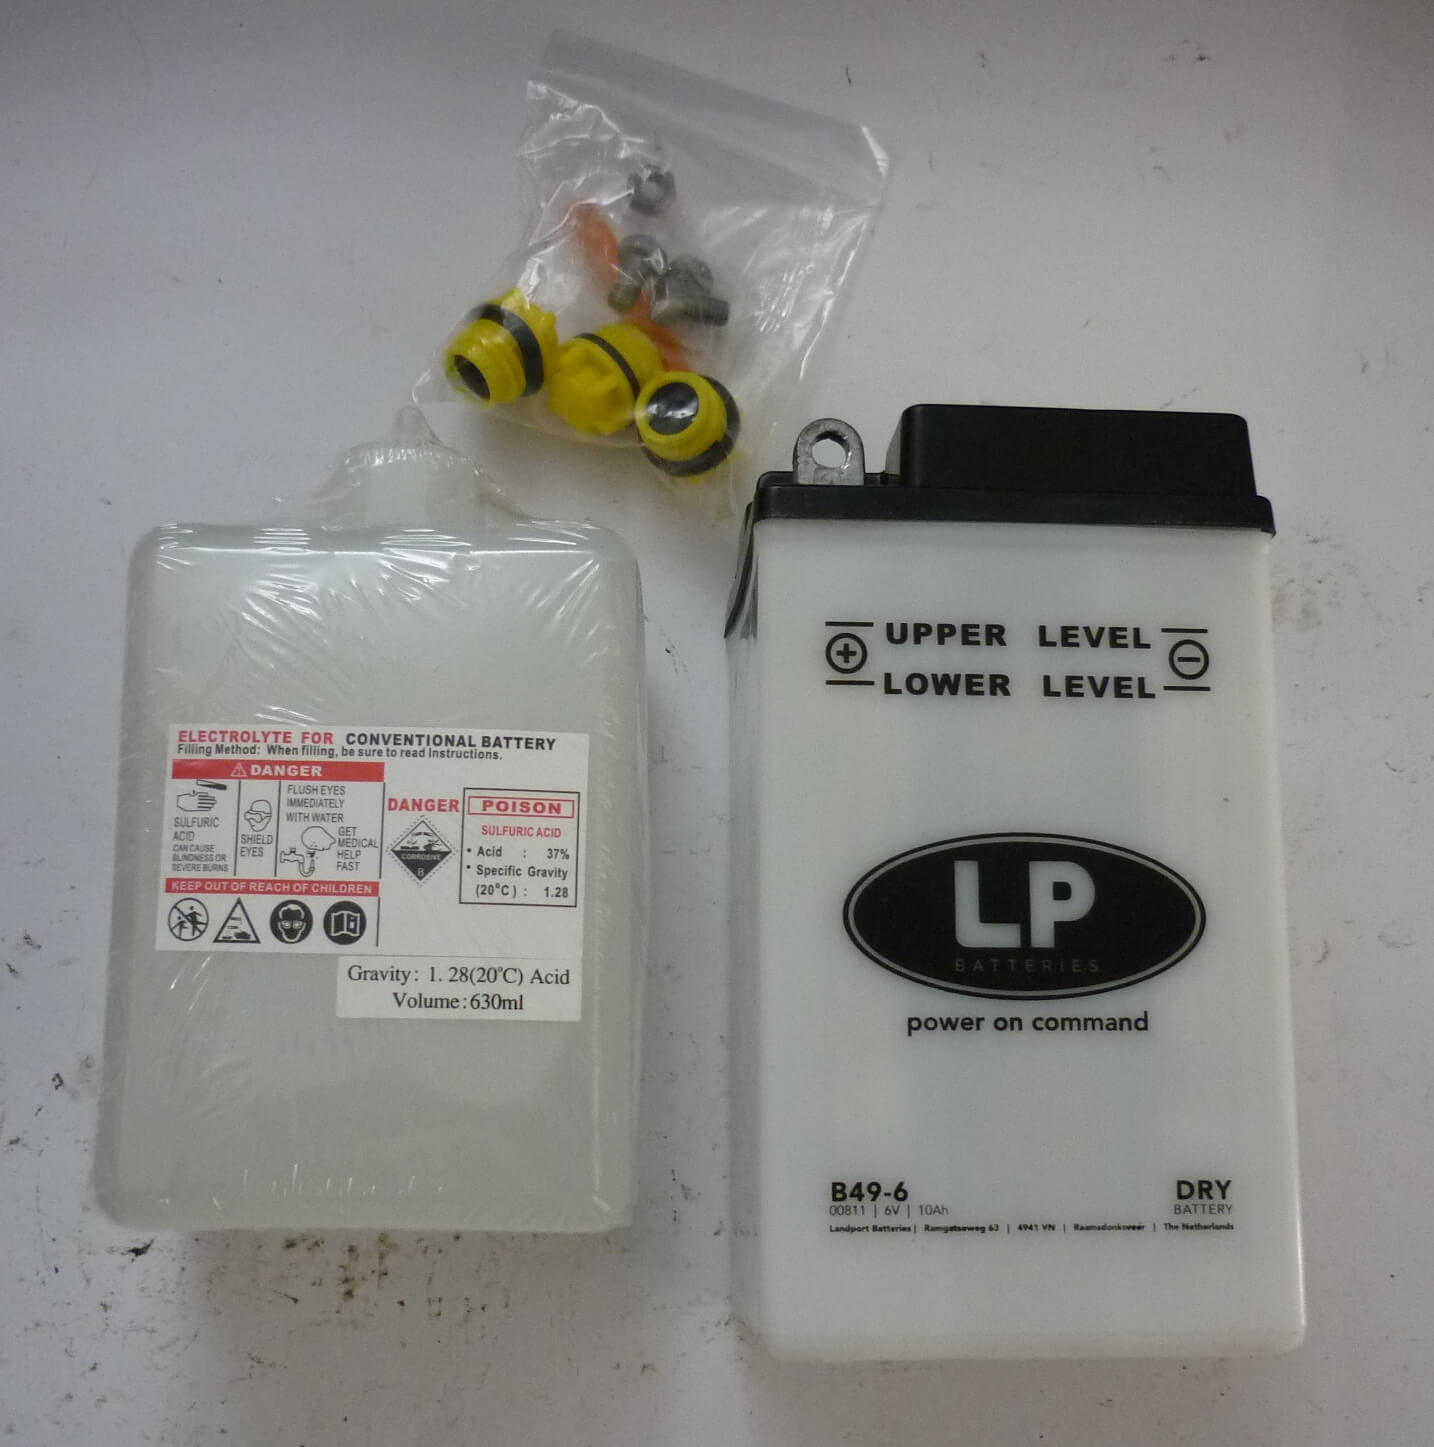 ELECTROLYTE FOR CONVENTIONAL BATTERY
Filling Method: When filling, be sure to read Instructions.
DANGER
SULFURIC
ACID
CAN CAUSE
BLINDNESS OR
SEVERE BURNS
SHIELD
EYES
FLUSH EYES
IMMEDIATELY
WITH WATER
GET
MEDICAL
HELP
FAST
KEEP OUT OF REACH OF CHILDREN
DANGER
CORROSIVE
8
POISON
SULFURIC ACID
• Acid : 37%
• Specific Gravity
(20°C) : 1.28
Gravity: 1. 28(20°C) Acid
Volume:630ml
+ UPPER LEVEL −
LOWER LEVEL
LP
BATTERIES
power on command
B49-6
00811 | 6V | 10Ah
DRY
BATTERY
Landport Batteries | Ramgatseweg 63 | 4941 VN | Raamsdonksveer | The Netherlands